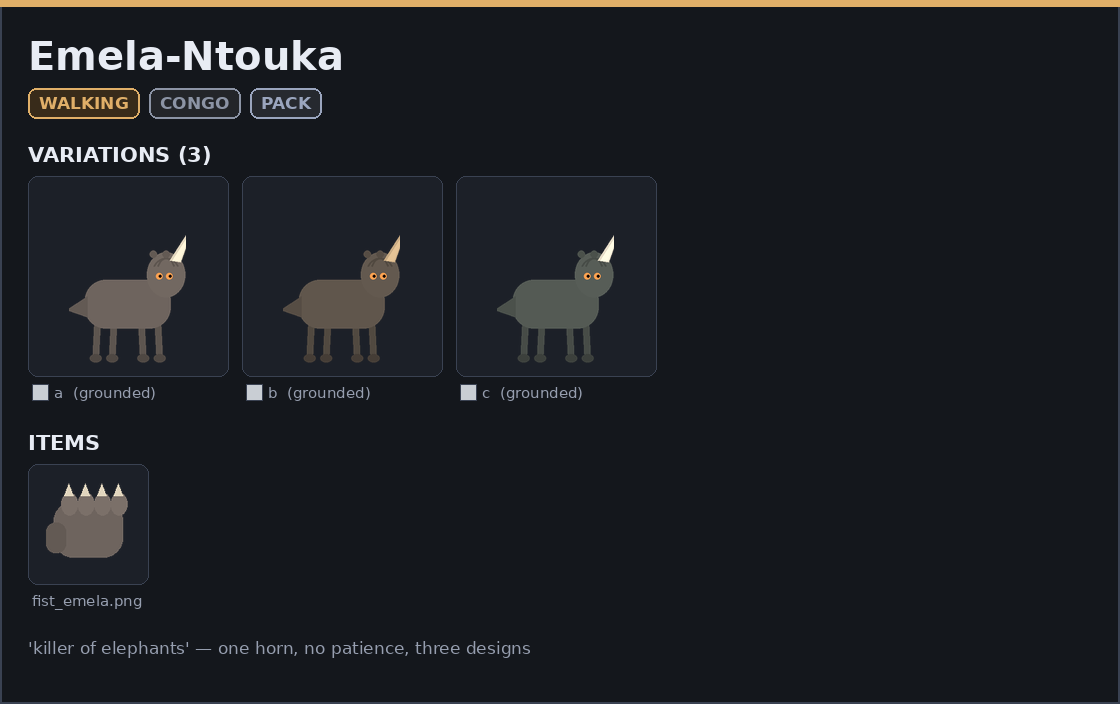 Emela-Ntouka
WALKING CONGO PACK
VARIATIONS (3)
a (grounded) b (grounded) c (grounded)
ITEMS
fist_emela.png
'killer of elephants' — one horn, no patience, three designs